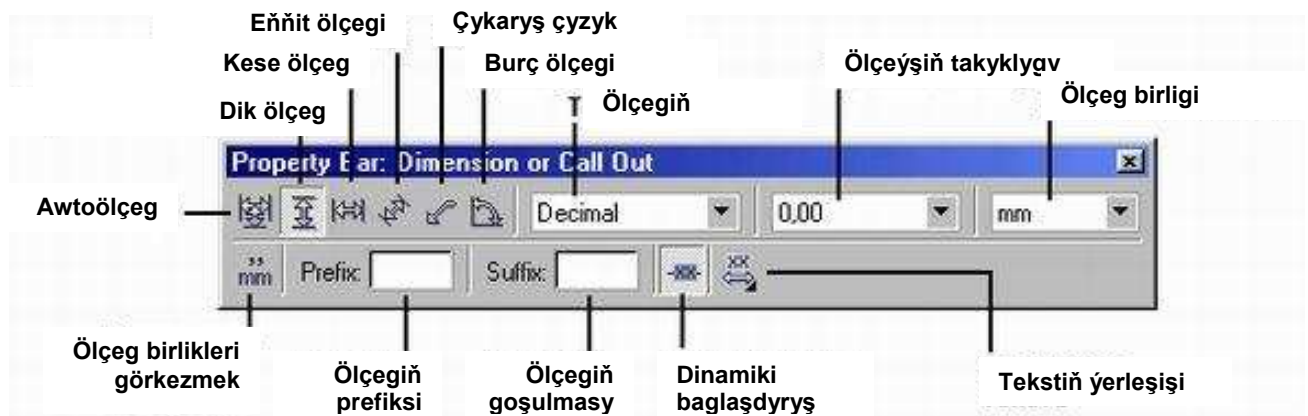 Eññit ölçegi
Çykaryş çyzyk
Kese ölçeg
Burç ölçegi
Ölçeýşiň takyklygy
Dik ölçeg
T Ölçegiň
Ölçeg birligi
Property Bar: Dimension or Call Out
Awtoölçeg
Decimal
0,00
mm
mm
Prefix:
Suffix:
Ölçeg birlikleri
görkezmek
Ölçegiň
prefiksi
Ölçegiň
goşulmasy
Dinamiki
baglaşdyryş
Tekstiň ýerleşişi